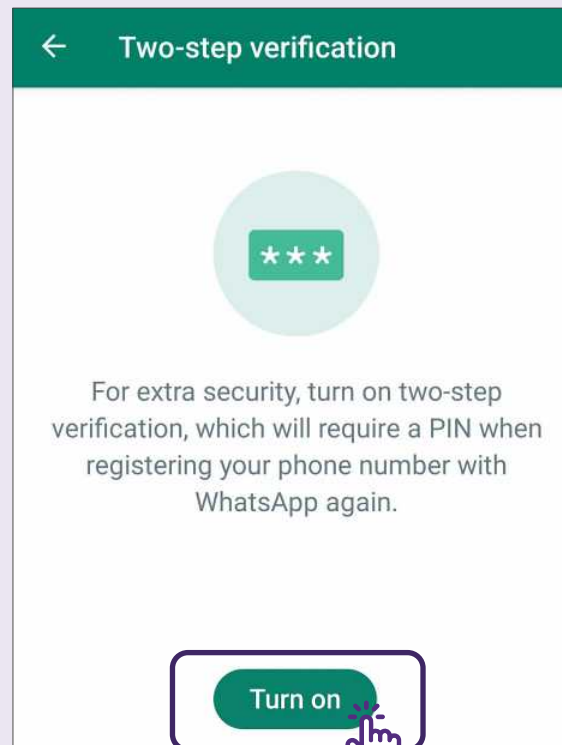 Two-step verification
***
For extra security, turn on two-step
verification, which will require a PIN when
registering your phone number with
WhatsApp again.
Turn on